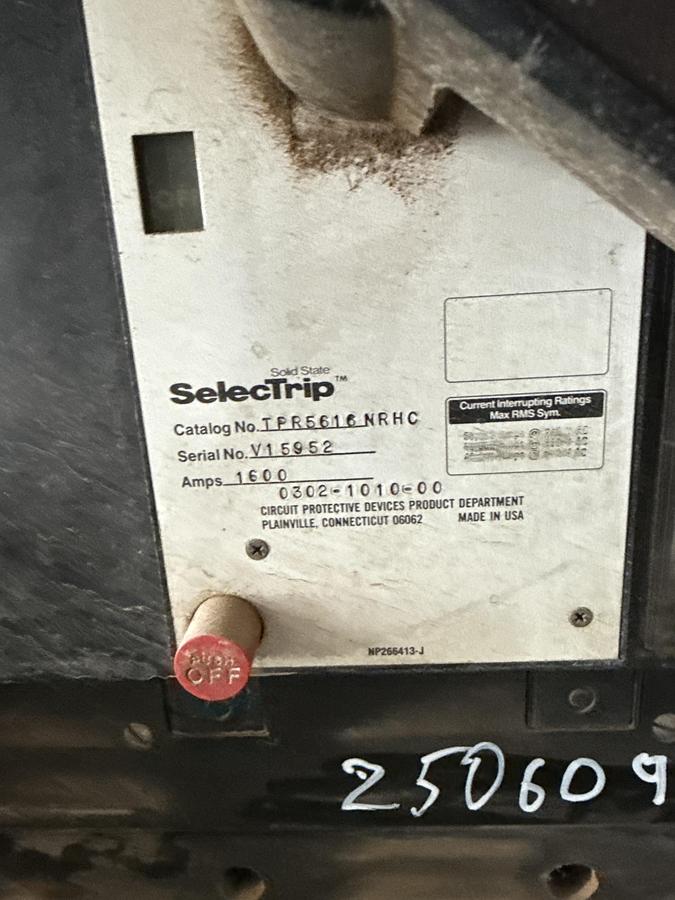 Solid State
SelecTrip™
Catalog No. TPR5616NRHC
Serial No. V15952
Amps 1600
0302-1010-00
CIRCUIT PROTECTIVE DEVICES PRODUCT DEPARTMENT
PLAINVILLE, CONNECTICUT 06062 MADE IN USA
Current Interrupting Ratings
Max RMS Sym.
NP266413-J
PUSH
OFF
250609